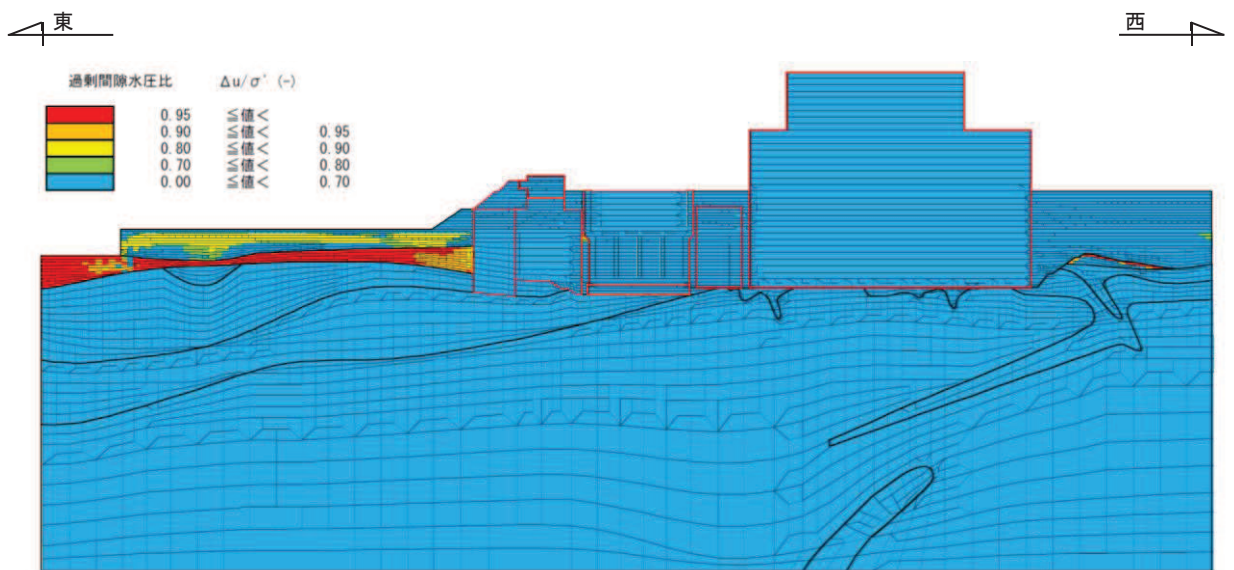 東
西
過剰間隙水圧比 Δu/σ' (-)
0.95 ≦値<
0.90 ≦値< 0.95
0.80 ≦値< 0.90
0.70 ≦値< 0.80
0.00 ≦値< 0.70